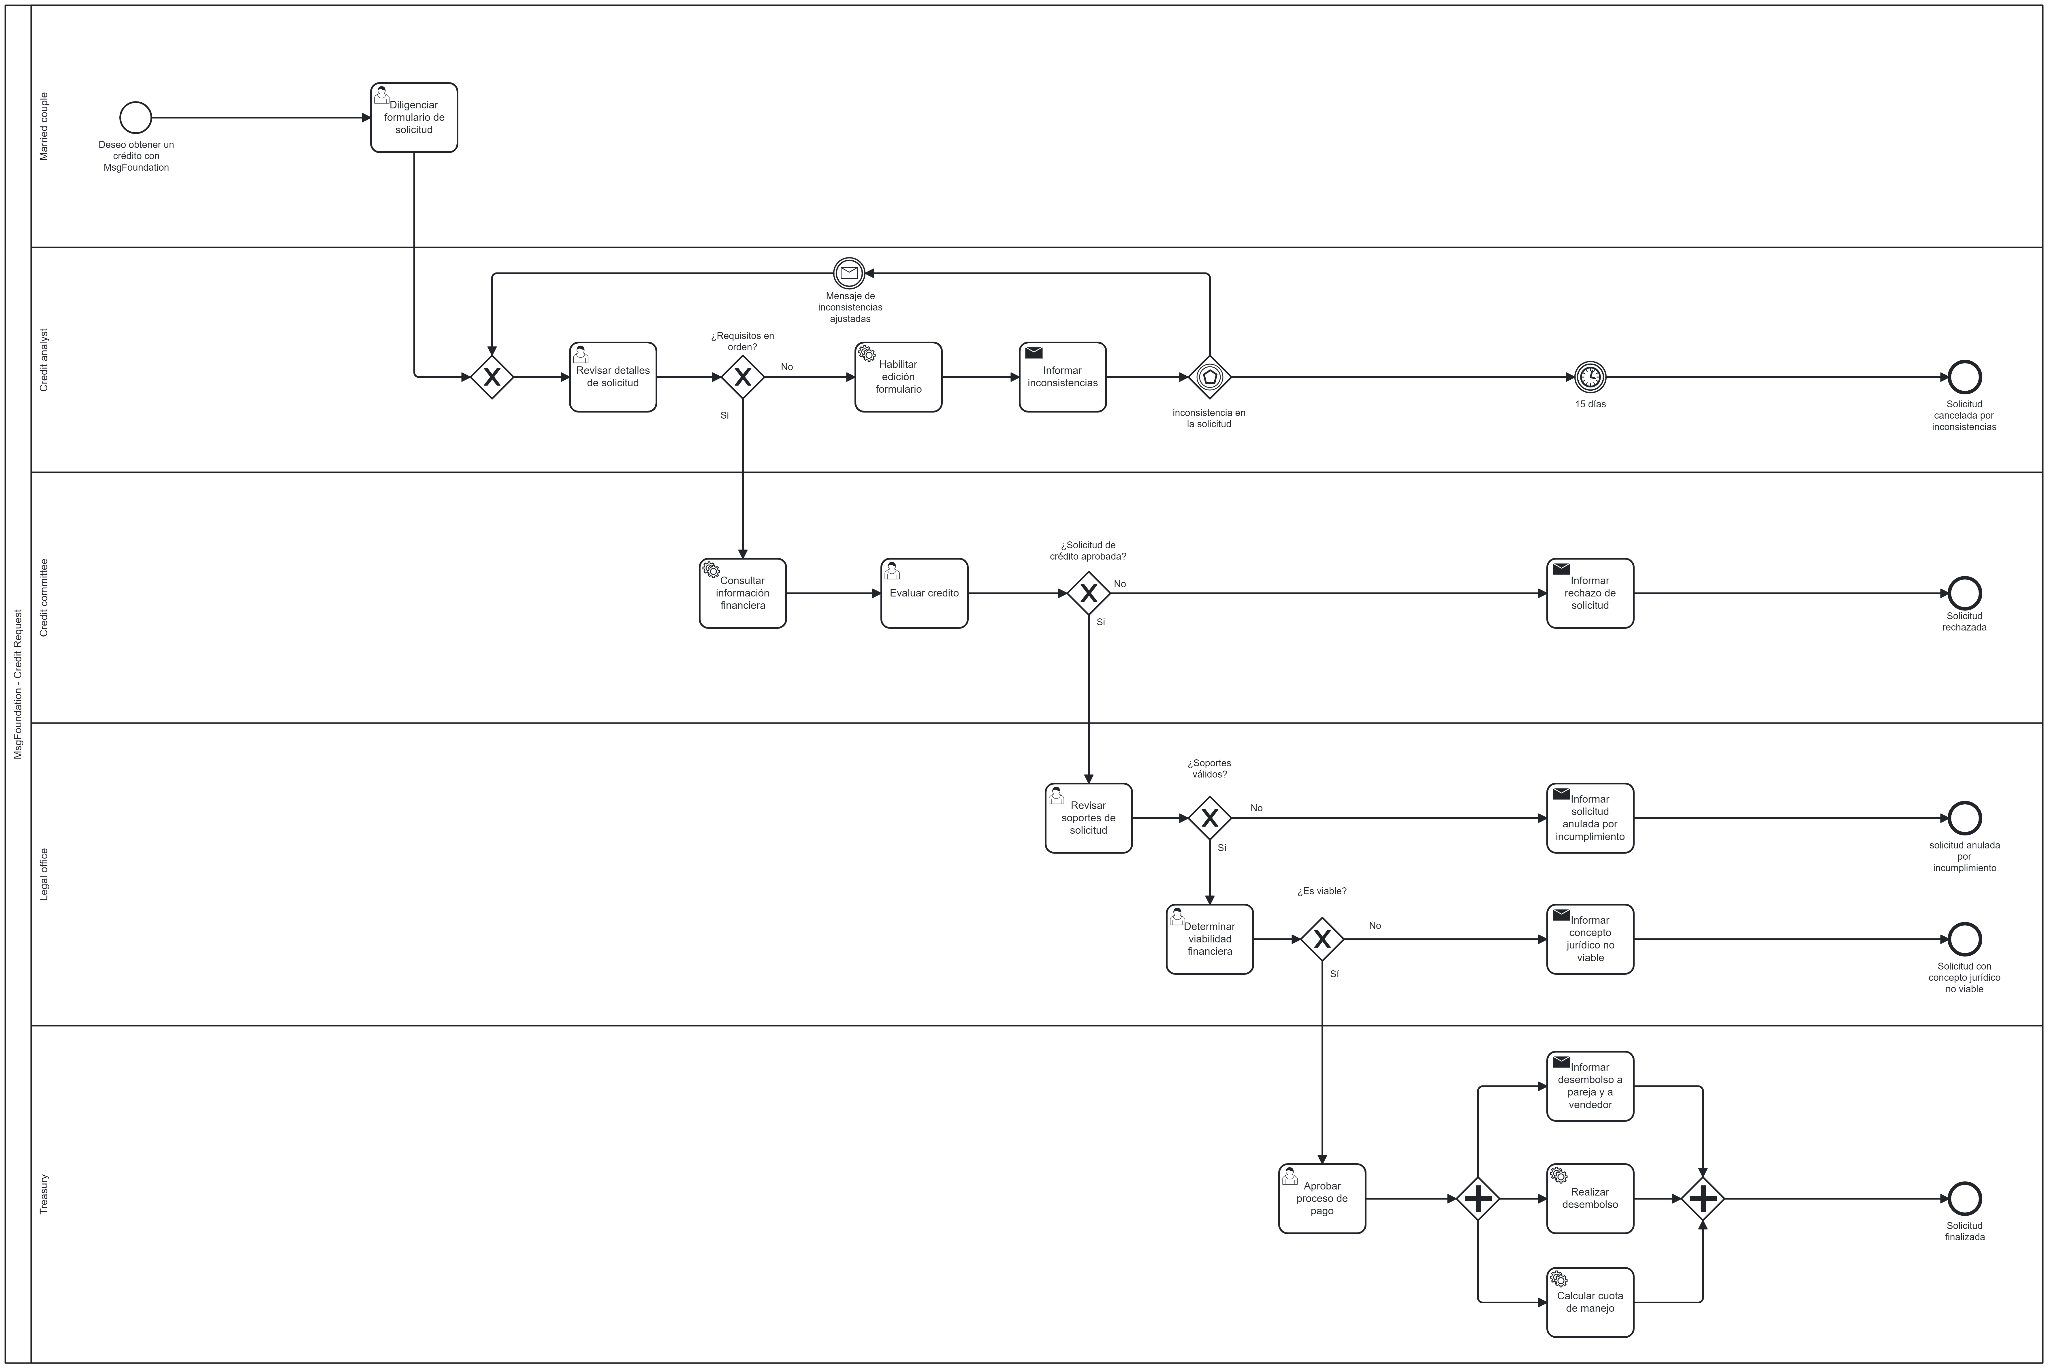 MsgFoundation - Credit Request
Married couple
Deseo obtener un
crédito con
MsgFoundation
Diligenciar
formulario de
solicitud
Credit analyst
Mensaje de
inconsistencias
ajustadas
Revisar detalles
de solicitud
¿Requisitos en
orden?
No
Si
Habilitar
edición
formulario
Informar
inconsistencias
inconsistencia en
la solicitud
15 días
Solicitud
cancelada por
inconsistencias
Credit committee
Consultar
información
financiera
Evaluar credito
¿Solicitud de
crédito aprobada?
No
Si
Informar
rechazo de
solicitud
Solicitud
rechazada
Legal office
Revisar
soportes de
solicitud
¿Soportes
válidos?
No
Si
Informar
solicitud
anulada por
incumplimiento
solicitud anulada
por
incumplimiento
Determinar
viabilidad
financiera
¿Es viable?
No
Sí
Informar
concepto
jurídico no
viable
Solicitud con
concepto jurídico
no viable
Treasury
Aprobar
proceso de
pago
Informar
desembolso a
pareja y a
vendedor
Realizar
desembolso
Calcular cuota
de manejo
Solicitud
finalizada